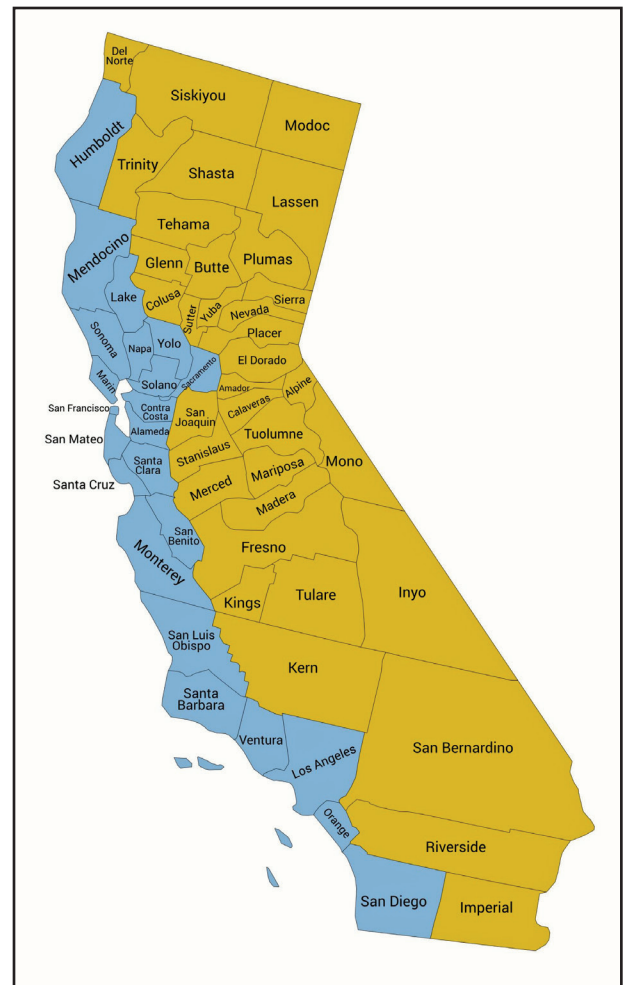 Del
Norte
Siskiyou
Modoc
Humboldt
Trinity
Shasta
Lassen
Tehama
Mendocino
Glenn
Butte
Plumas
Lake
Colusa
Sutter
Yuba
Nevada
Sierra
Placer
Sonoma
Napa
Yolo
El Dorado
Marin
Solano
Sacramento
Amador
Alpine
San Francisco
Contra
Costa
San
Joaquin
Calaveras
Alameda
Tuolumne
San Mateo
Stanislaus
Mono
Santa
Clara
Mariposa
Santa Cruz
Merced
Madera
San
Benito
Monterey
Fresno
Inyo
Kings
Tulare
San Luis
Obispo
Kern
Santa
Barbara
Ventura
Los Angeles
San Bernardino
Orange
Riverside
San Diego
Imperial